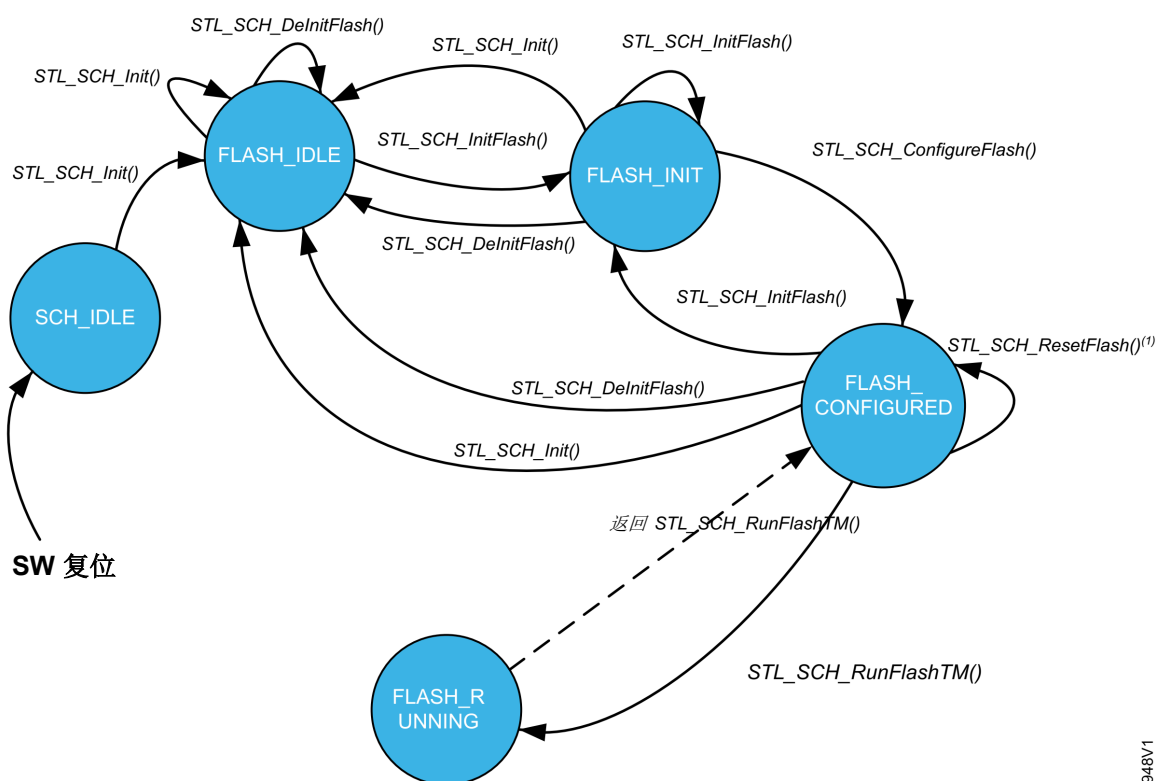 STL_SCH_DeInitFlash()
STL_SCH_Init()
STL_SCH_InitFlash()
STL_SCH_Init()
FLASH_IDLE
STL_SCH_InitFlash()
STL_SCH_ConfigureFlash()
STL_SCH_Init()
FLASH_INIT
STL_SCH_DeInitFlash()
STL_SCH_InitFlash()
SCH_IDLE
STL_SCH_ResetFlash()(1)
FLASH_
CONFIGURED
STL_SCH_DeInitFlash()
STL_SCH_Init()
返回 STL_SCH_RunFlashTM()
SW 复位
STL_SCH_RunFlashTM()
FLASH_R
UNNING
948V1